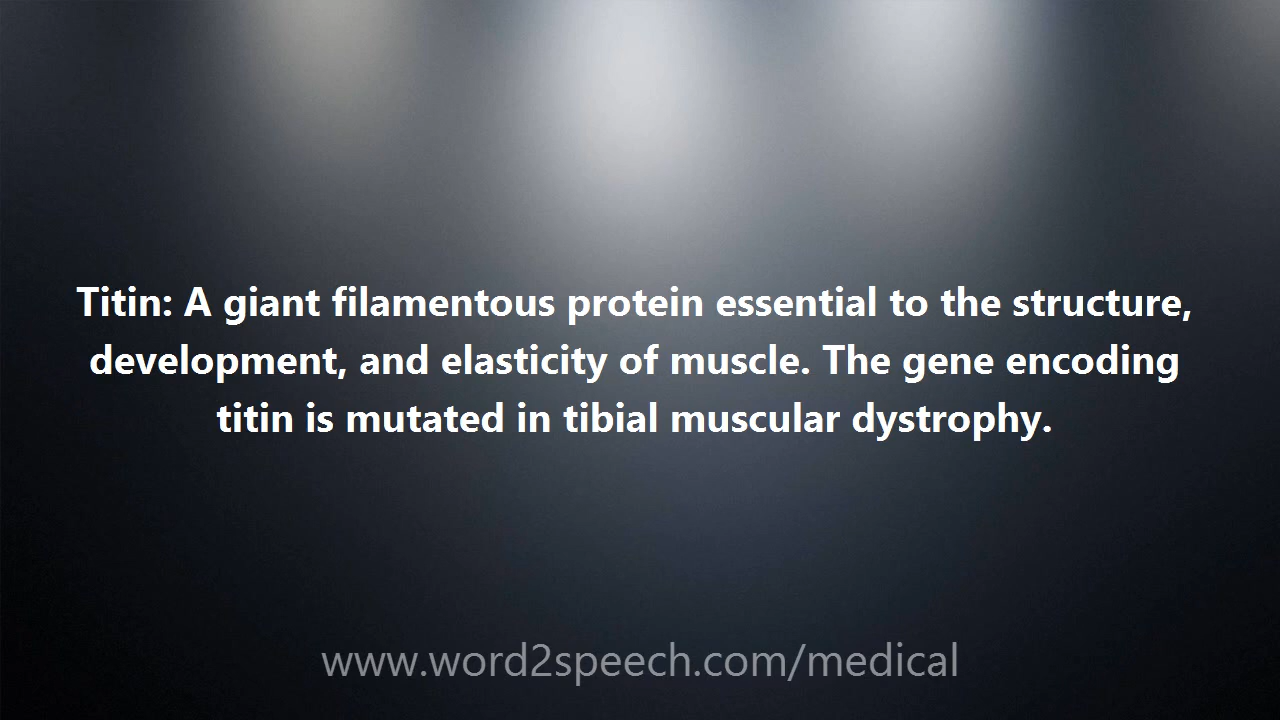 Titin: A giant filamentous protein essential to the structure,
development, and elasticity of muscle. The gene encoding
titin is mutated in tibial muscular dystrophy.
www.word2speech.com/medical